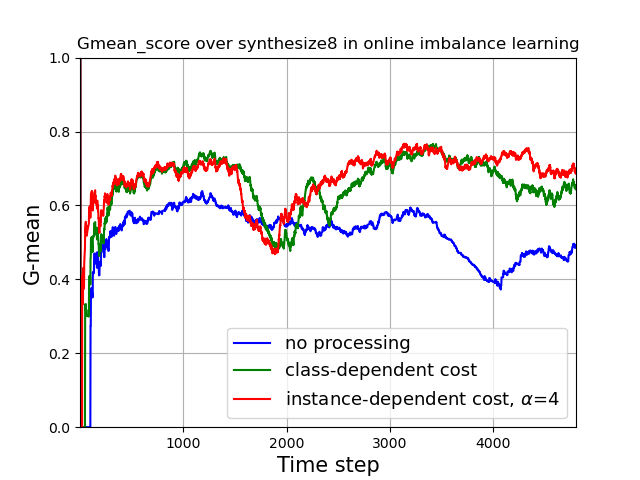 Gmean_score over synthesize8 in online imbalance learning
1.0
0.8
0.6
0.4
0.2
0.0
G-mean
no processing
class-dependent cost
instance-dependent cost, α=4
1000 2000 3000 4000
Time step